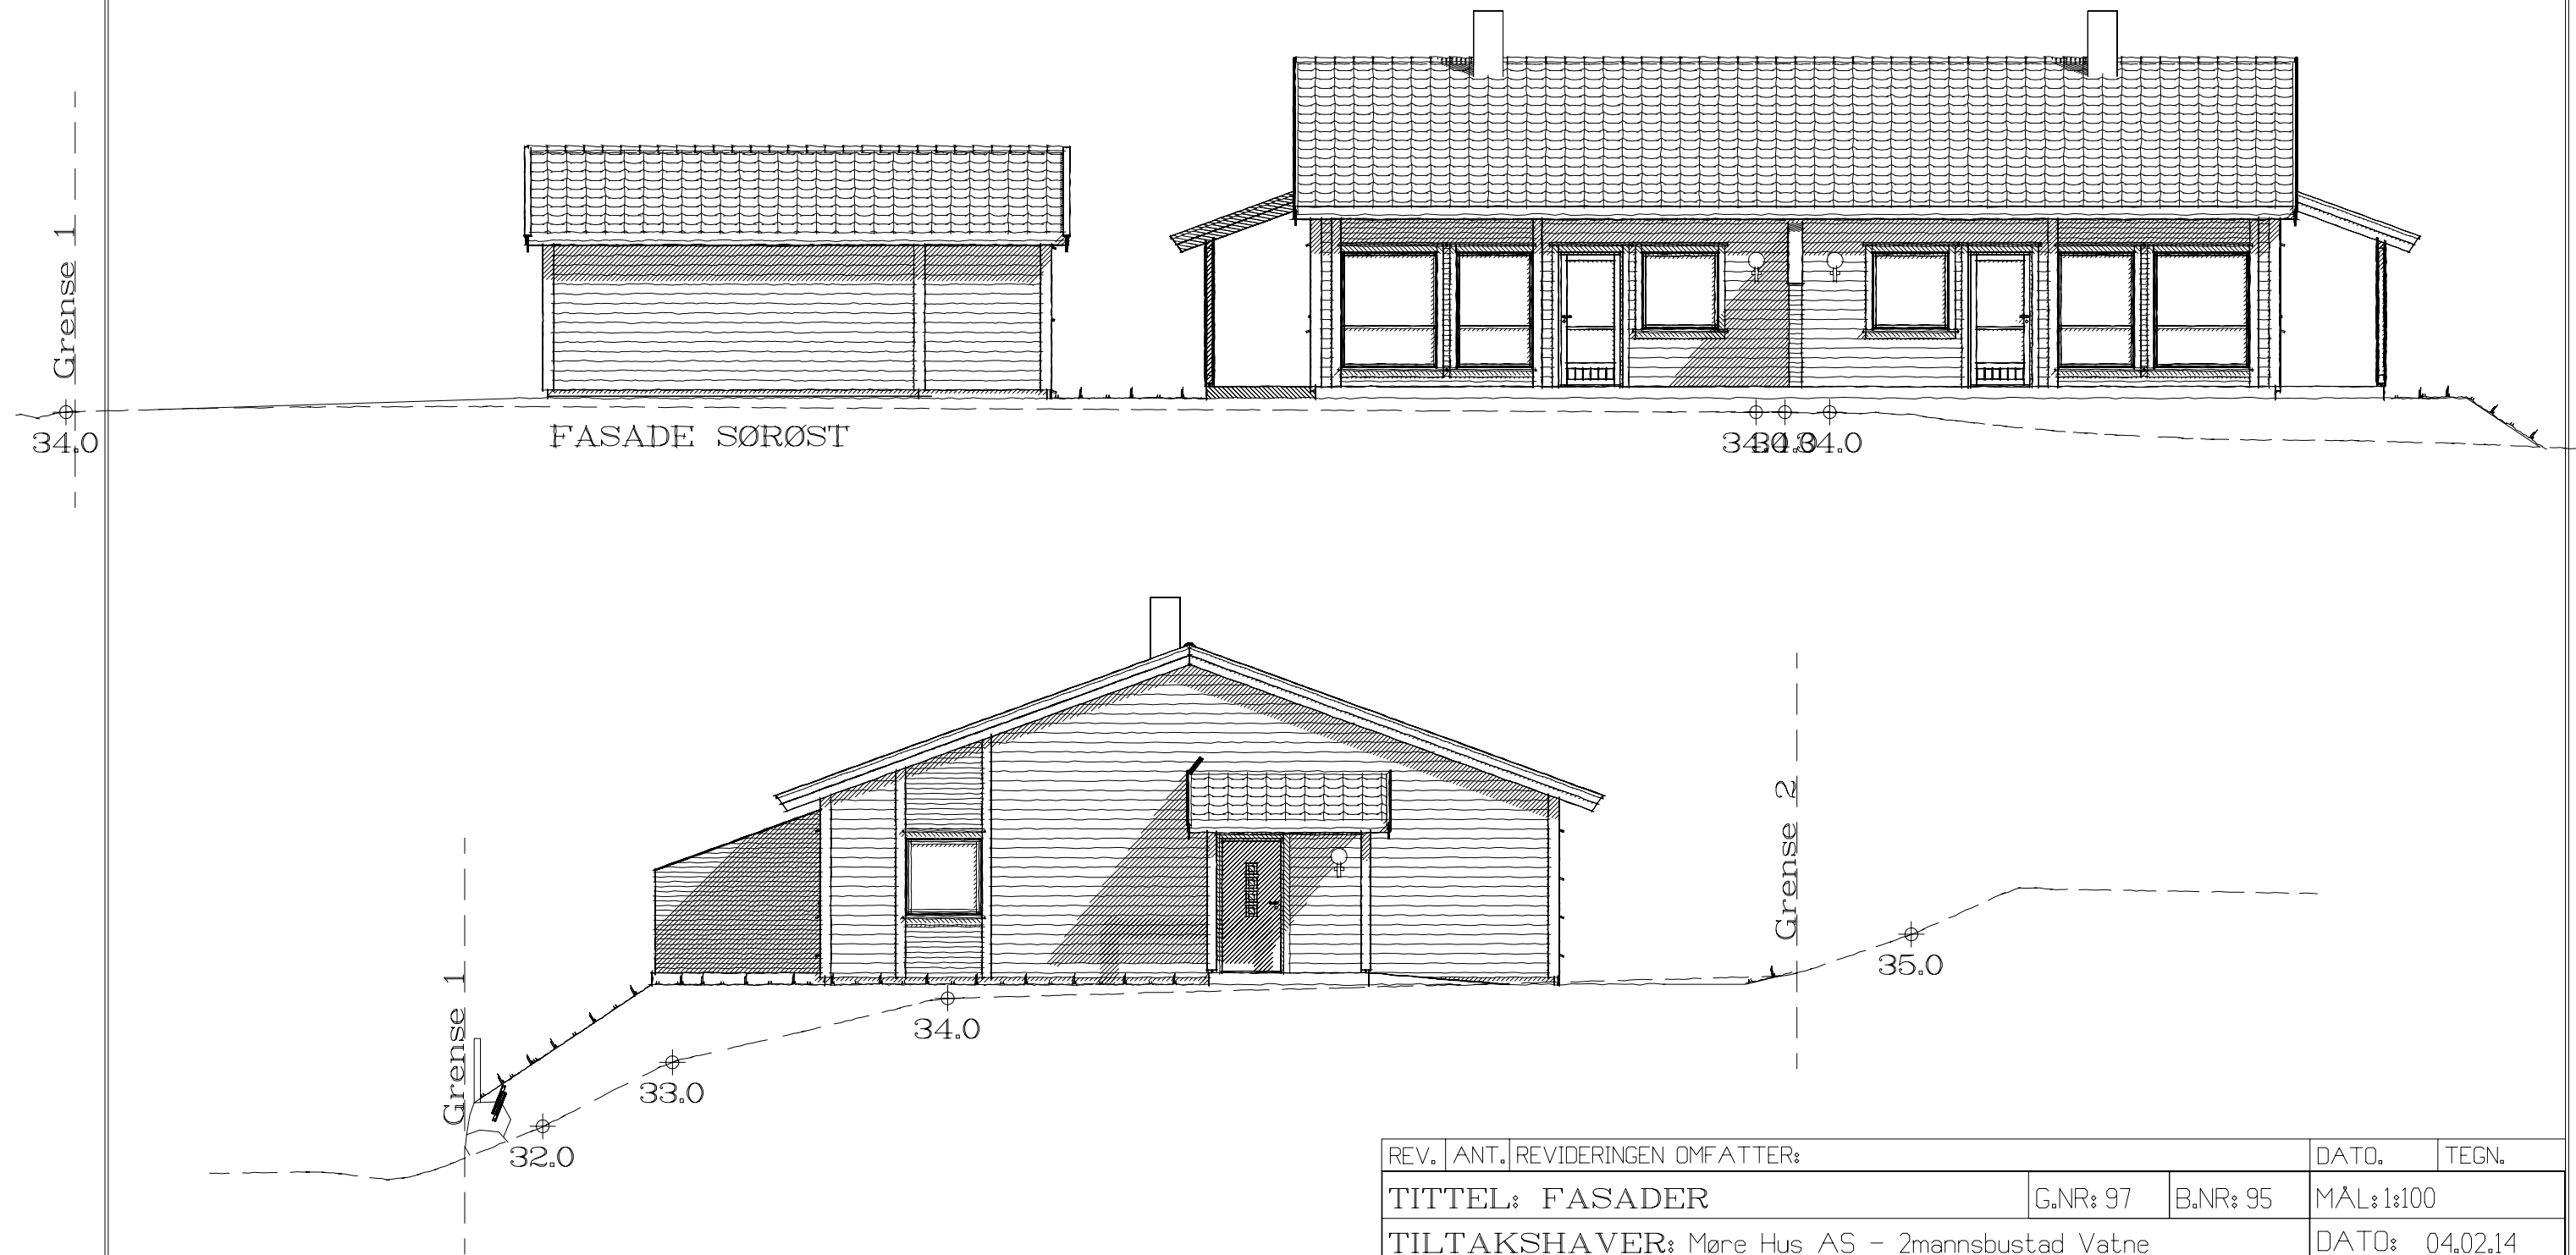 Grense 1
34.0
FASADE SØRØST
34.0
34.0
Grense 2
35.0
34.0
Grense 1
33.0
32.0
REV. ANT. REVIDERINGEN OMFATTER: DATO. TEGN.
TITTEL: FASADER G.NR: 97 B.NR: 95 MÅL:1:100
TILTAKSHAVER: Møre Hus AS - 2mannsbustad Vatne DATO: 04.02.14